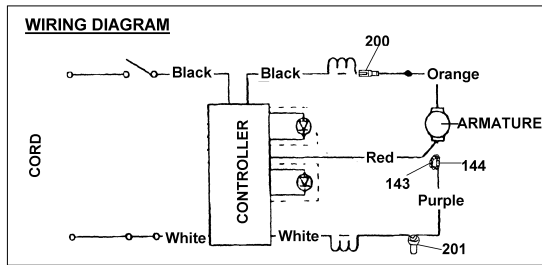 WIRING DIAGRAM
200
Black
Black
Orange
ARMATURE
CORD
CONTROLLER
Red
143
144
Purple
White
White
201